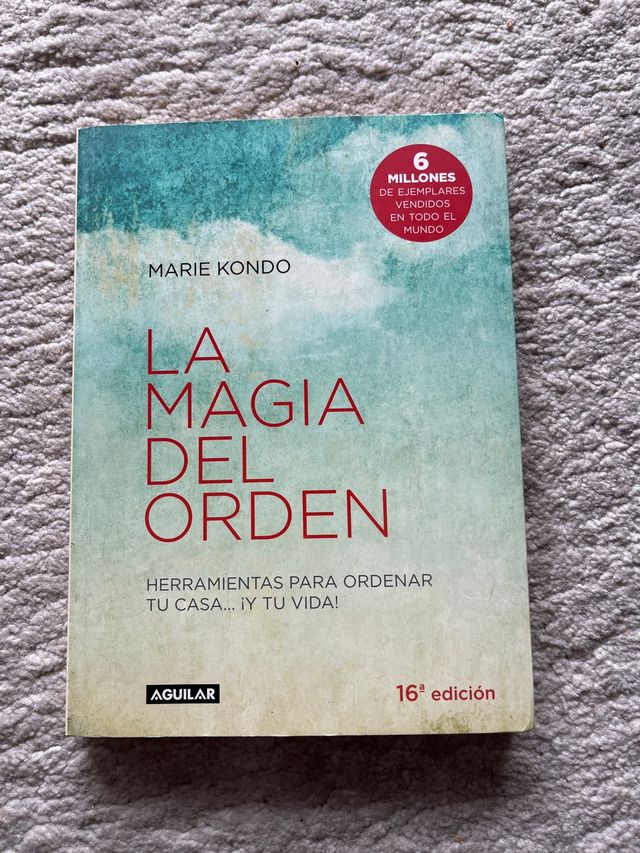 6
MILLONES
DE EJEMPLARES
VENDIDOS
EN TODO EL
MUNDO
MARIE KONDO
LA
MAGIA
DEL
ORDEN
HERRAMIENTAS PARA ORDENAR
TU CASA... ¡Y TU VIDA!
AGUILAR
16ª edición